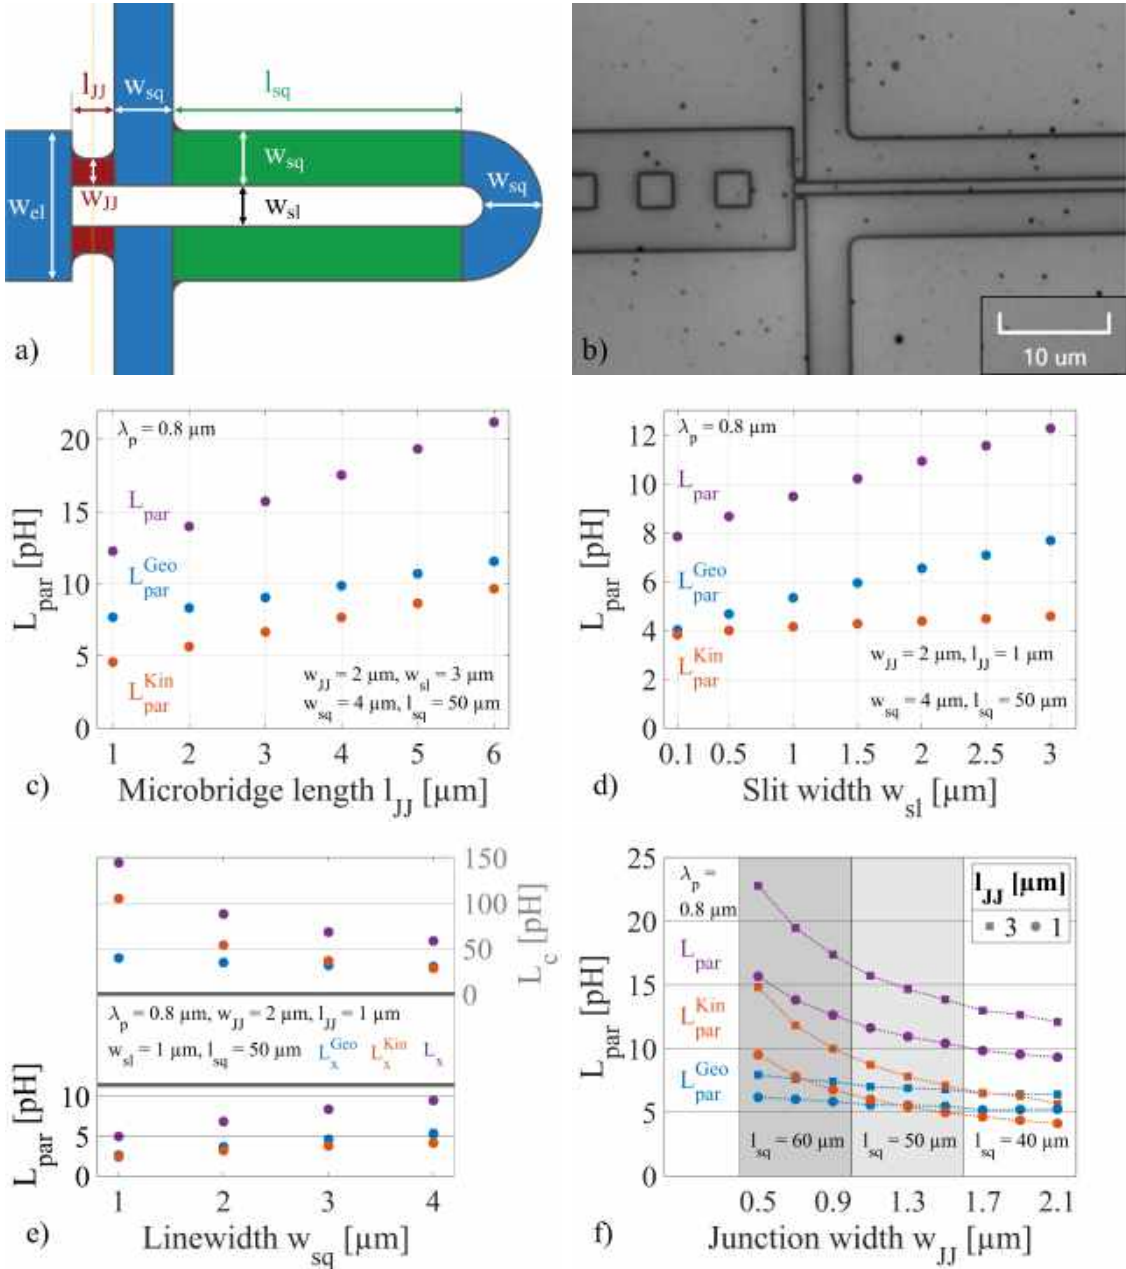 l_JJ w_sq l_sq
w_sq
w_sq
w_el w_JJ w_sl
a)
b)
10 um
λ_p = 0.8 µm
L_par
L_par^Geo
L_par^Kin
w_JJ = 2 µm, w_sl = 3 µm
w_sq = 4 µm, l_sq = 50 µm
L_par [pH]
0 5 10 15 20
1 2 3 4 5 6
c) Microbridge length l_JJ [µm]
λ_p = 0.8 µm
L_par
L_par^Geo
L_par^Kin
w_JJ = 2 µm, l_JJ = 1 µm
w_sq = 4 µm, l_sq = 50 µm
L_par [pH]
0 2 4 6 8 10 12
0.1 0.5 1 1.5 2 2.5 3
d) Slit width w_sl [µm]
150
100
50
0
L_c [pH]
λ_p = 0.8 µm, w_JJ = 2 µm, l_JJ = 1 µm
w_sl = 1 µm, l_sq = 50 µm L_x^Geo L_x^Kin L_x
L_par [pH]
10
5
0
1 2 3 4
e) Linewidth w_sq [µm]
λ_p =
0.8 µm
l_JJ [µm]
3 1
L_par
L_par^Kin
L_par^Geo
l_sq = 60 µm l_sq = 50 µm l_sq = 40 µm
L_par [pH]
0 5 10 15 20 25
0.5 0.9 1.3 1.7 2.1
f) Junction width w_JJ [µm]